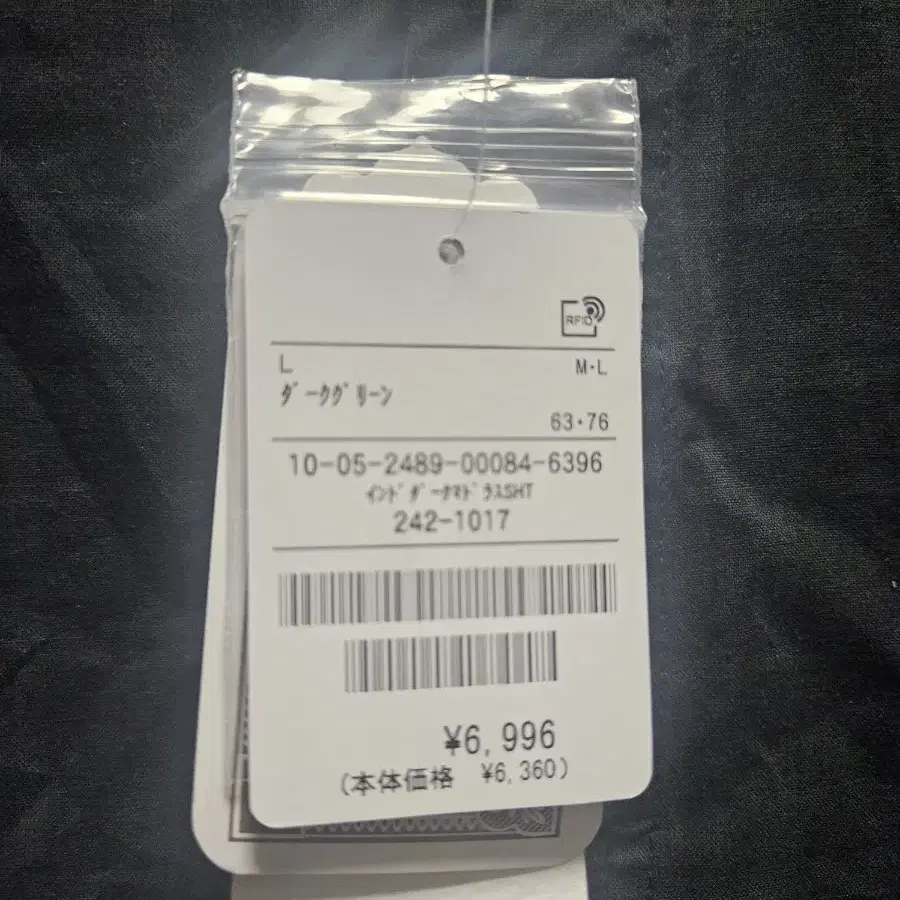 RFID
L M・L
ﾀﾞｰｸｸﾞﾘｰﾝ
63・76
10-05-2489-00084-6396
ｲﾝﾄﾞﾀﾞｰｸﾏﾄﾞﾗｽSHT
242-1017
¥6,996
(本体価格 ¥6,360)